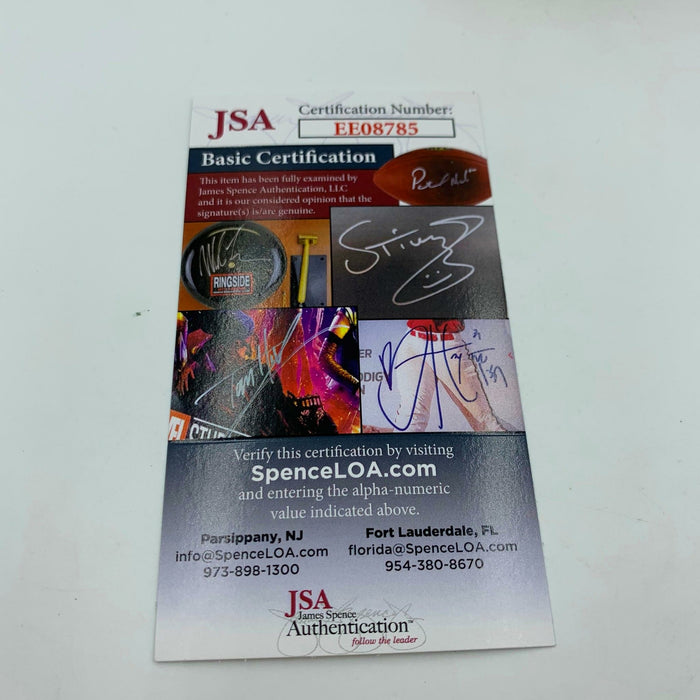 JSA
Certification Number:
EE08785
Basic Certification
This item has been fully examined by
James Spence Authentication, LLC
and it is our considered opinion that the
signature(s) is/are genuine.
RINGSIDE
ER
ODIG
Verify this certification by visiting
SpenceLOA.com
and entering the alpha-numeric
value indicated above.
Parsippany, NJ
info@SpenceLOA.com
973-898-1300
Fort Lauderdale, FL
florida@SpenceLOA.com
954-380-8670
JSA
James Spence
Authentication™
follow the leader